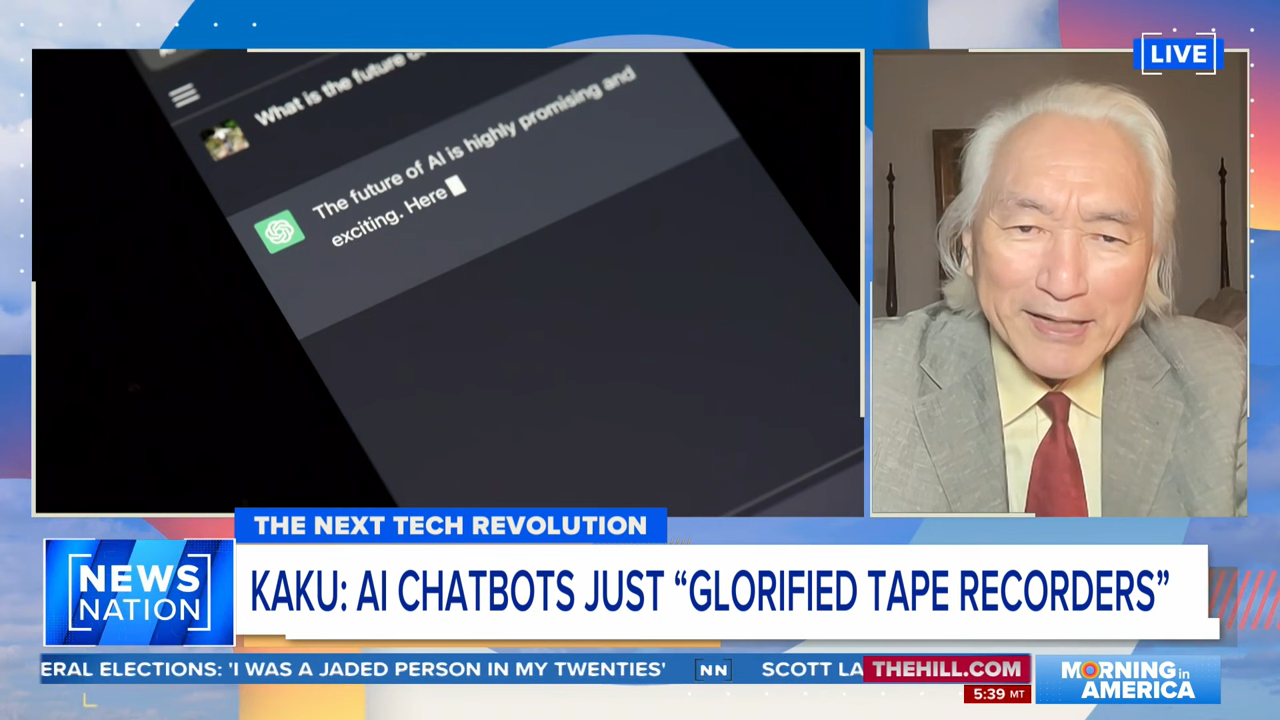 LIVE
What is the future
The future of AI is highly promising and
exciting. Here
THE NEXT TECH REVOLUTION
NEWS
NATION
KAKU: AI CHATBOTS JUST “GLORIFIED TAPE RECORDERS”
ERAL ELECTIONS: 'I WAS A JADED PERSON IN MY TWENTIES' NN SCOTT LA THEHILL.COM
5:39 MT
MORNING in
AMERICA